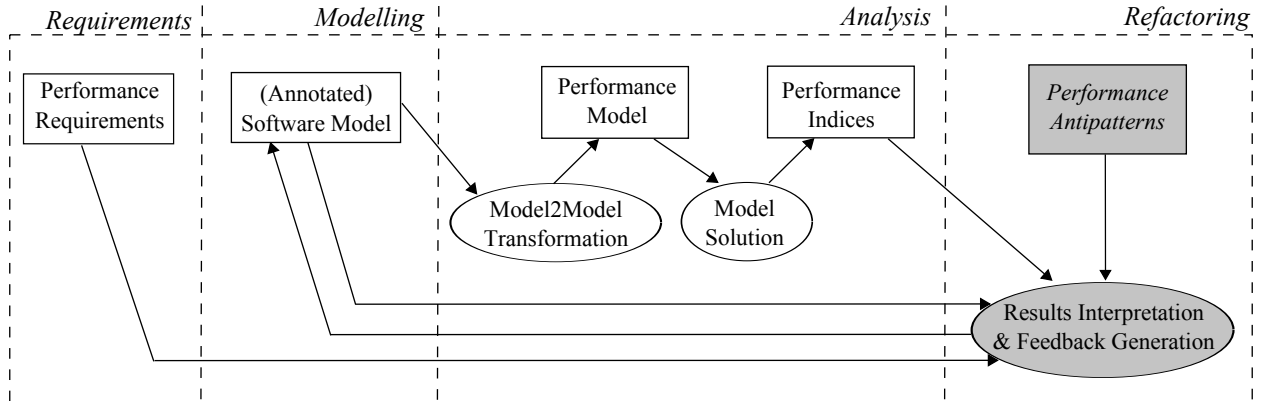 Requirements
Modelling
Analysis
Refactoring
Performance
Requirements
(Annotated)
Software Model
Performance
Model
Performance
Indices
Performance
Antipatterns
Model2Model
Transformation
Model
Solution
Results Interpretation
& Feedback Generation